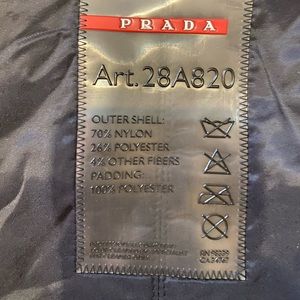 PRADA
Art.28A820
OUTER SHELL:
70% NYLON
26% POLYESTER
4% OTHER FIBERS
PADDING:
100% POLYESTER